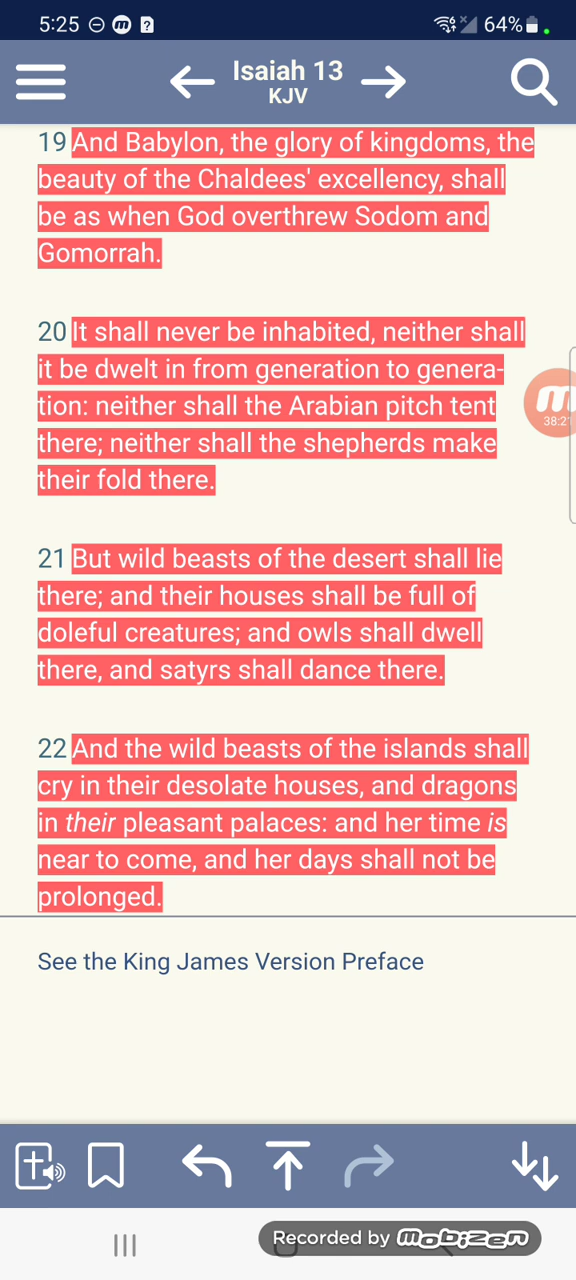 5:25
64%
Isaiah 13
KJV
19 And Babylon, the glory of kingdoms, the
beauty of the Chaldees' excellency, shall
be as when God overthrew Sodom and
Gomorrah.
20 It shall never be inhabited, neither shall
it be dwelt in from generation to genera-
tion: neither shall the Arabian pitch tent
there; neither shall the shepherds make
their fold there.
38:21
21 But wild beasts of the desert shall lie
there; and their houses shall be full of
doleful creatures; and owls shall dwell
there, and satyrs shall dance there.
22 And the wild beasts of the islands shall
cry in their desolate houses, and dragons
in their pleasant palaces: and her time is
near to come, and her days shall not be
prolonged.
See the King James Version Preface
Recorded by mobizen